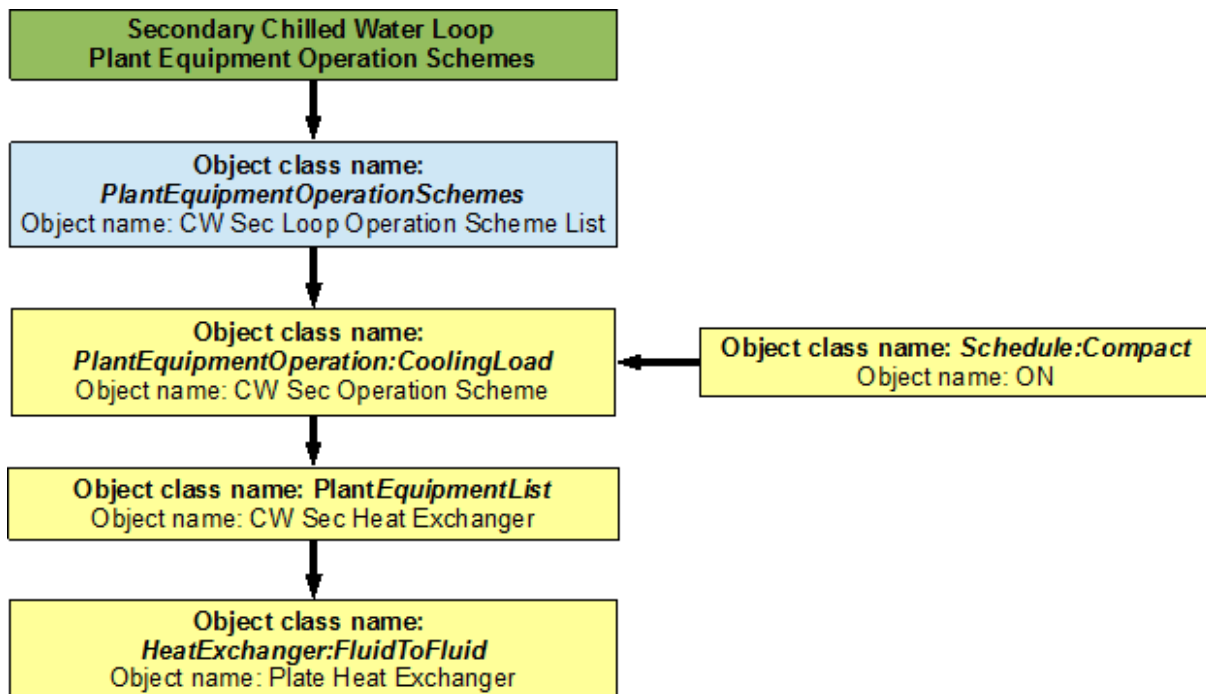 Secondary Chilled Water Loop
Plant Equipment Operation Schemes
Object class name:
PlantEquipmentOperationSchemes
Object name: CW Sec Loop Operation Scheme List
Object class name:
PlantEquipmentOperation:CoolingLoad
Object name: CW Sec Operation Scheme
Object class name: Schedule:Compact
Object name: ON
Object class name: PlantEquipmentList
Object name: CW Sec Heat Exchanger
Object class name:
HeatExchanger:FluidToFluid
Object name: Plate Heat Exchanger